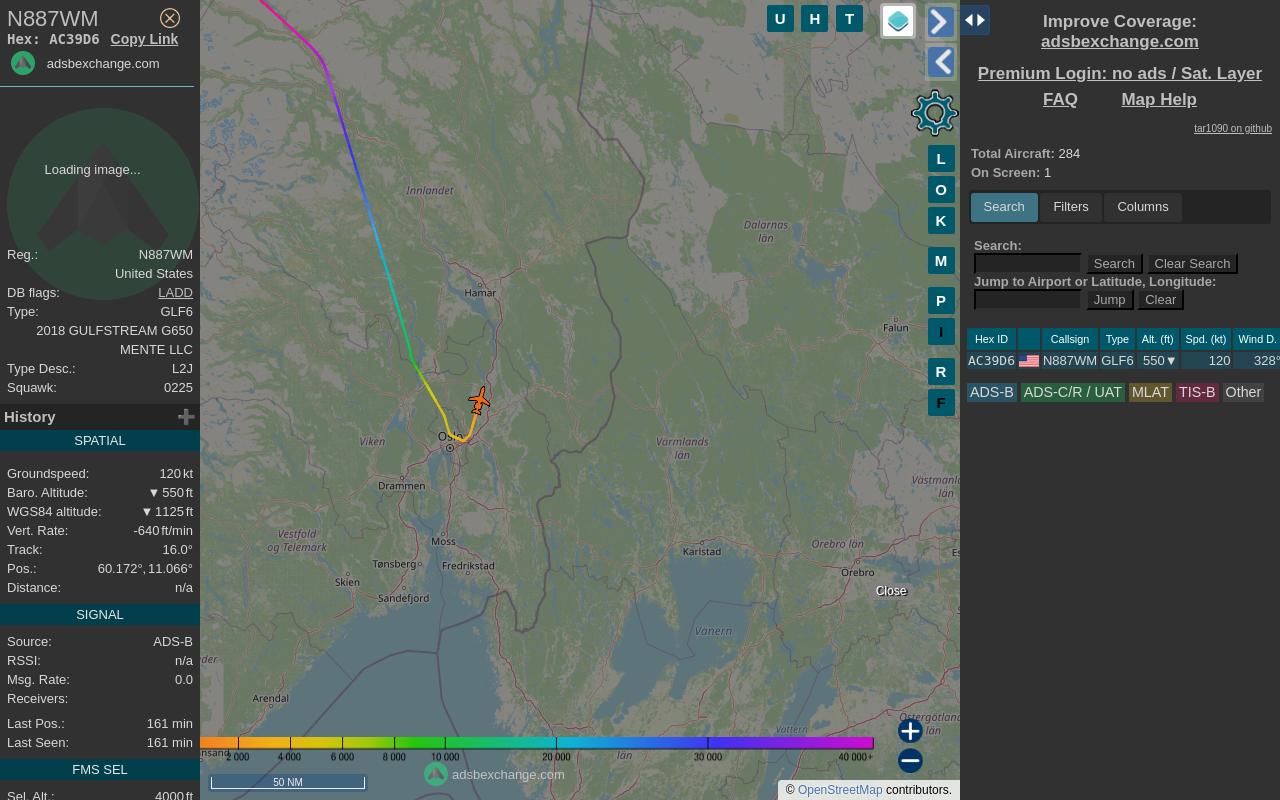 N887WM
Hex: AC39D6 Copy Link
adsbexchange.com
Loading image...
Reg.: N887WM
United States
DB flags: LADD
Type: GLF6
2018 GULFSTREAM G650
MENTE LLC
Type Desc.: L2J
Squawk: 0225
History
SPATIAL
Groundspeed: 120 kt
Baro. Altitude: ▼ 550 ft
WGS84 altitude: ▼ 1125 ft
Vert. Rate: -640 ft/min
Track: 16.0°
Pos.: 60.172°, 11.066°
Distance: n/a
SIGNAL
Source: ADS-B
RSSI: n/a
Msg. Rate: 0.0
Receivers:
Last Pos.: 161 min
Last Seen: 161 min
FMS SEL
Sel. Alt.: 4000 ft
U H T
L
O
K
M
P
I
R
F
Innlandet
Dalarnas
län
Hamar
Falun
Viken
Oslo
Värmlands
län
Drammen
Västmanlands
län
Vestfold
og Telemark
Moss
Karlstad
Örebro län
Tønsberg
Fredrikstad
Skien
Örebro
Sandefjord
Close
Vänern
Arendal
Östergötland
län
Vättern
län
2 000 4 000 6 000 8 000 10 000 20 000 30 000 40 000+
adsbexchange.com
50 NM
© OpenStreetMap contributors.
Improve Coverage:
adsbexchange.com
Premium Login: no ads / Sat. Layer
FAQ Map Help
tar1090 on github
Total Aircraft: 284
On Screen: 1
Search Filters Columns
Search:
Search Clear Search
Jump to Airport or Latitude, Longitude:
Jump Clear
Hex ID Callsign Type Alt. (ft) Spd. (kt) Wind D.
AC39D6 N887WM GLF6 550▼ 120 328°
ADS-B ADS-C/R / UAT MLAT TIS-B Other